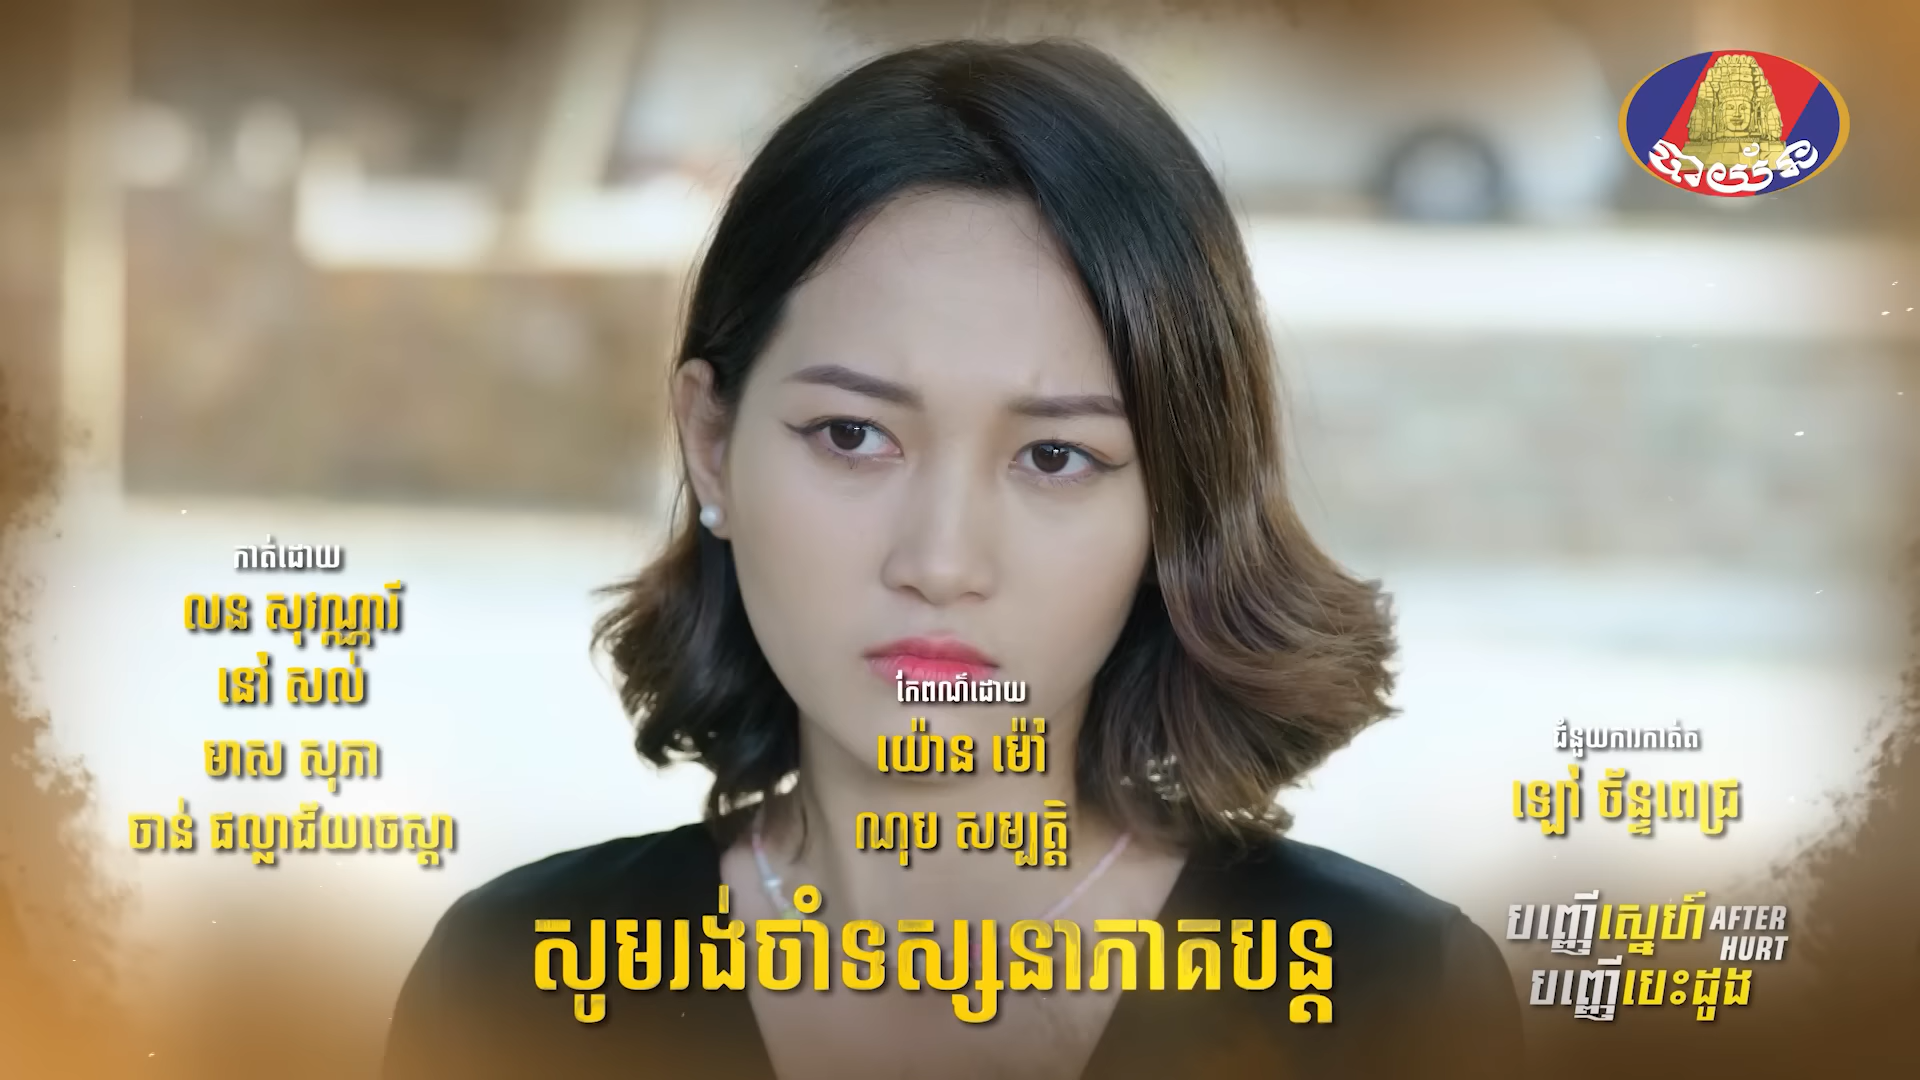 បាយ័ន
កាត់ដោយ
លន សុវណ្ណារី
នៅ សល់
មាស សុភា
ចាន់ ផល្លាជ័យចេស្តា
កែពណ៌ដោយ
យ៉ោន ម៉ៅ
ណុប សម្បត្តិ
ជំនួយការកាត់ត
ឡៅ ច័ន្ទពេជ្រ
សូមរង់ចាំទស្សនាភាគបន្ត
បញ្ញើស្នេហ៍ AFTER
HURT
បញ្ញើបេះដូង